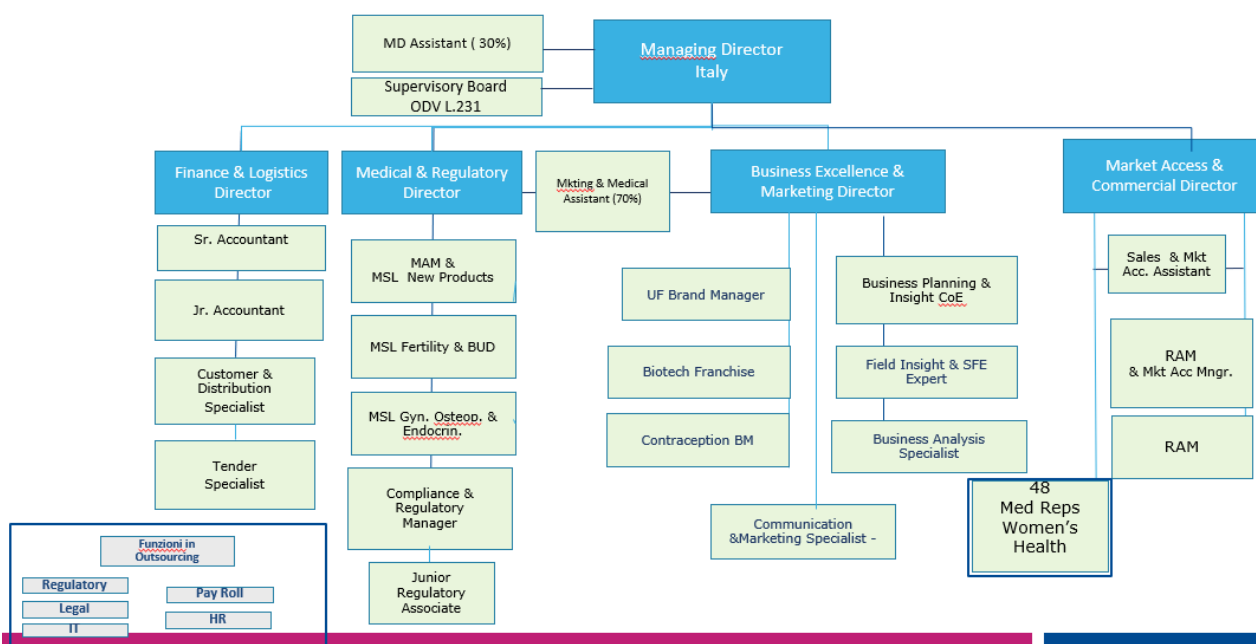 MD Assistant ( 30%)
Managing Director
Italy
Supervisory Board
ODV L.231
Finance & Logistics
Director
Medical & Regulatory
Director
Mkting & Medical
Assistant (70%)
Business Excellence &
Marketing Director
Market Access &
Commercial Director
Sr. Accountant
Jr. Accountant
Customer &
Distribution
Specialist
Tender
Specialist
MAM &
MSL New Products
MSL Fertility & BUD
MSL Gyn. Osteop. &
Endocrin.
Compliance &
Regulatory
Manager
Junior
Regulatory
Associate
UF Brand Manager
Biotech Franchise
Contraception BM
Business Planning &
Insight CoE
Field Insight & SFE
Expert
Business Analysis
Specialist
Communication
&Marketing Specialist -
Sales & Mkt
Acc. Assistant
RAM
& Mkt Acc Mngr.
RAM
48
Med Reps
Women's
Health
Funzioni in
Outsourcing
Regulatory
Legal
IT
Pay Roll
HR